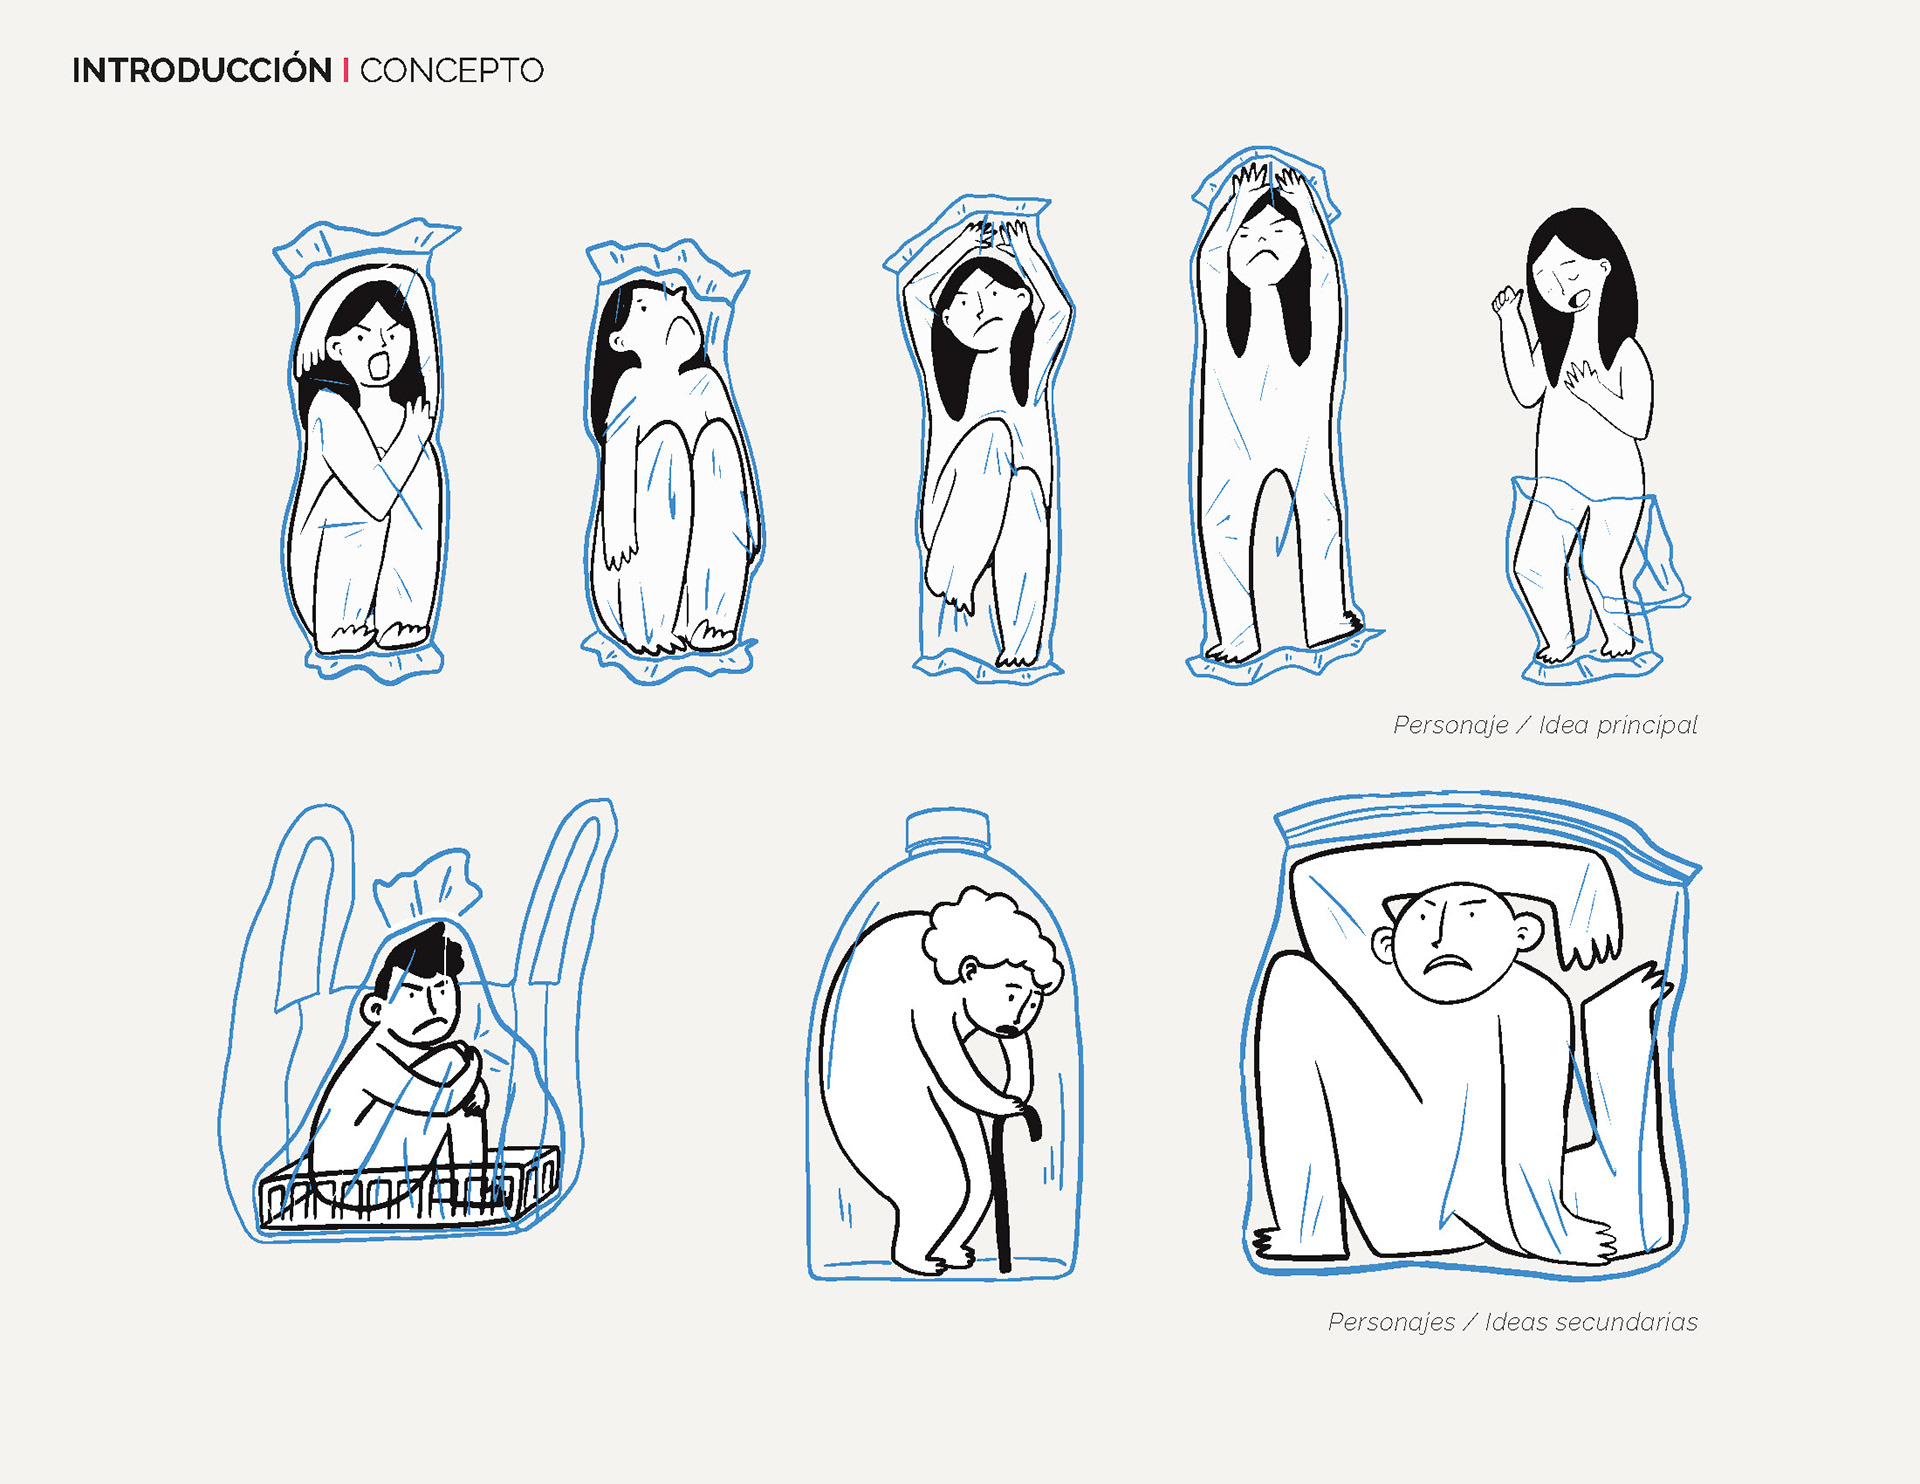 INTRODUCCIÓN | CONCEPTO
Personaje / Idea principal
Personajes / Ideas secundarias